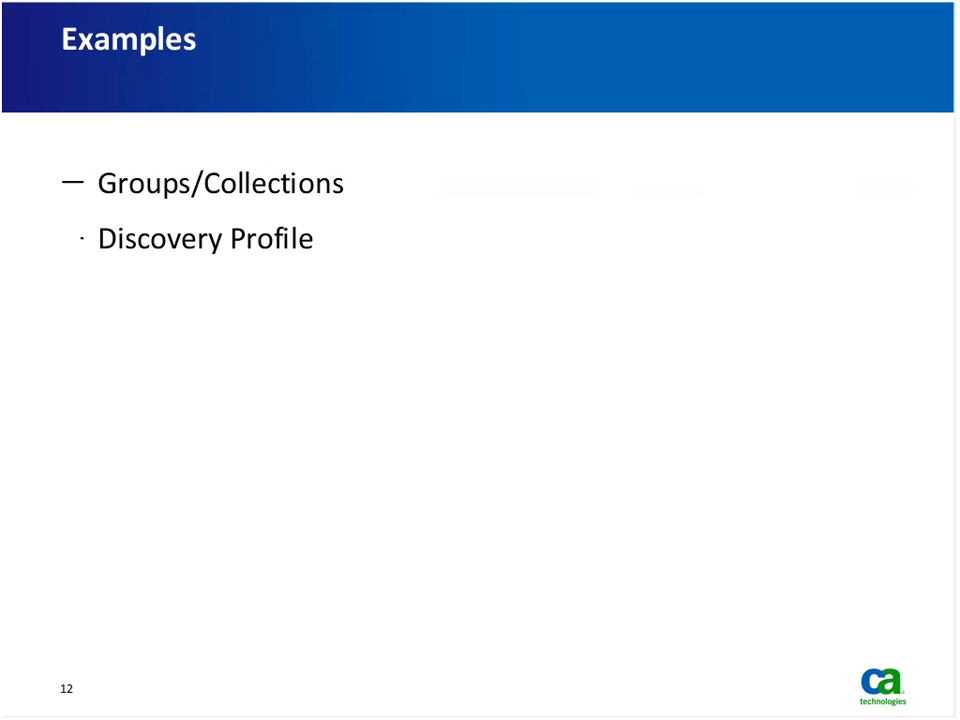 Examples
— Groups/Collections
· Discovery Profile
12
ca
technologies